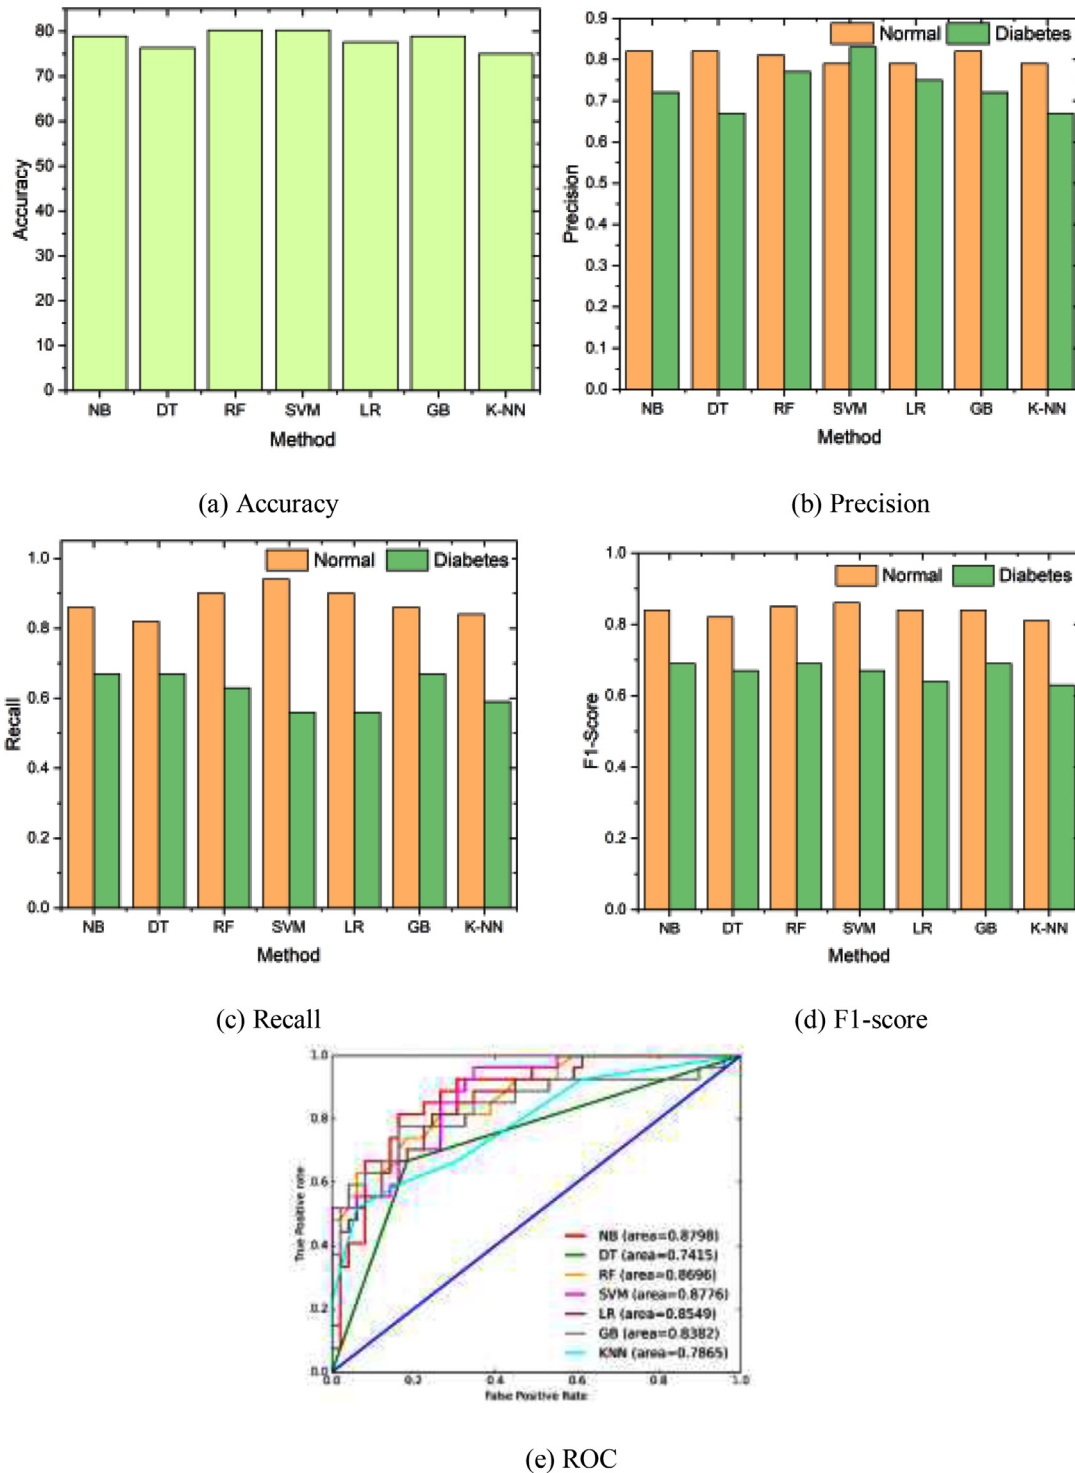 80
70
60
50
40
30
20
10
0
Accuracy
NB DT RF SVM LR GB K-NN
Method
(a) Accuracy
0.9
0.8
0.7
0.6
0.5
0.4
0.3
0.2
0.1
0.0
Precision
Normal Diabetes
NB DT RF SVM LR GB K-NN
Method
(b) Precision
1.0
0.8
0.6
0.4
0.2
0.0
Recall
Normal Diabetes
NB DT RF SVM LR GB K-NN
Method
(c) Recall
1.0
0.8
0.6
0.4
0.2
0.0
F1-Score
Normal Diabetes
NB DT RF SVM LR GB K-NN
Method
(d) F1-score
1.0
0.8
0.6
0.4
0.2
0.0
True Positive rate
NB (area=0.8798)
DT (area=0.7415)
RF (area=0.8696)
SVM (area=0.8776)
LR (area=0.8549)
GB (area=0.8382)
KNN (area=0.7865)
0.0 0.2 0.4 0.6 0.8 1.0
False Positive Rate
(e) ROC